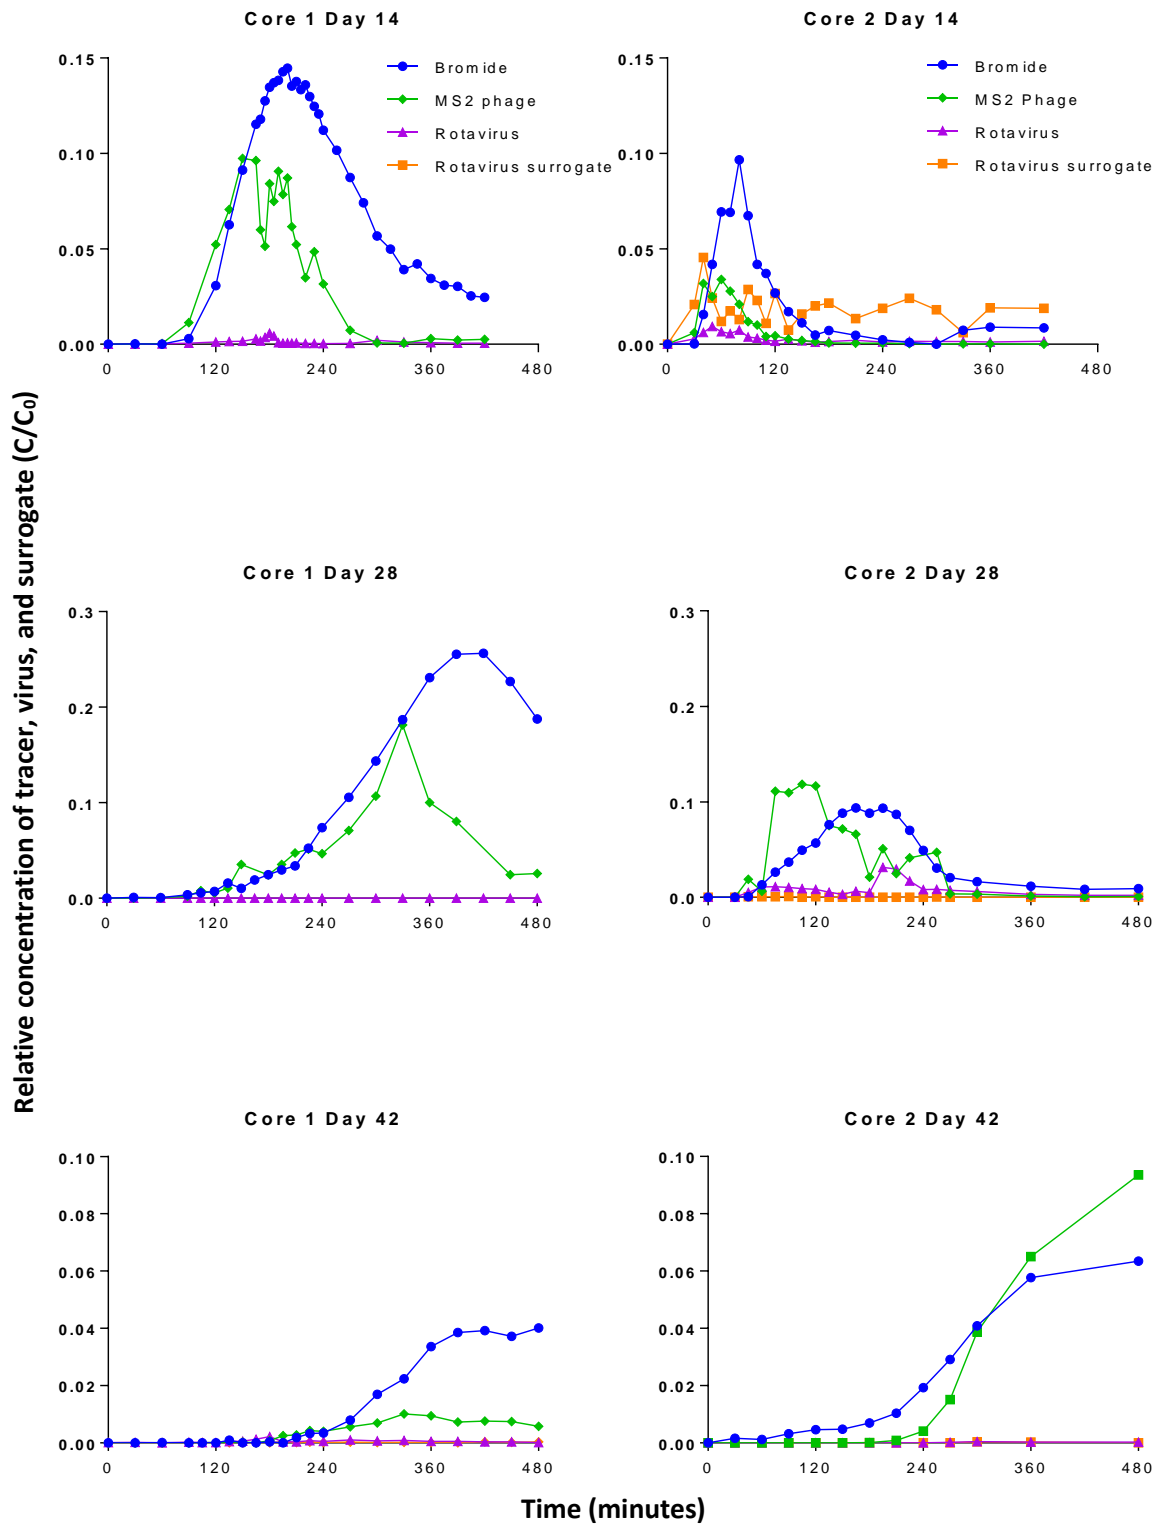 Core 1 Day 14
0.15
0.10
0.05
0.00
0 120 240 360 480
Bromide
MS2 phage
Rotavirus
Rotavirus surrogate
Core 2 Day 14
0.15
0.10
0.05
0.00
0 120 240 360 480
Bromide
MS2 Phage
Rotavirus
Rotavirus surrogate
Relative concentration of tracer, virus, and surrogate (C/C₀)
Core 1 Day 28
0.3
0.2
0.1
0.0
0 120 240 360 480
Core 2 Day 28
0.3
0.2
0.1
0.0
0 120 240 360 480
Core 1 Day 42
0.10
0.08
0.06
0.04
0.02
0.00
0 120 240 360 480
Core 2 Day 42
0.10
0.08
0.06
0.04
0.02
0.00
0 120 240 360 480
Time (minutes)